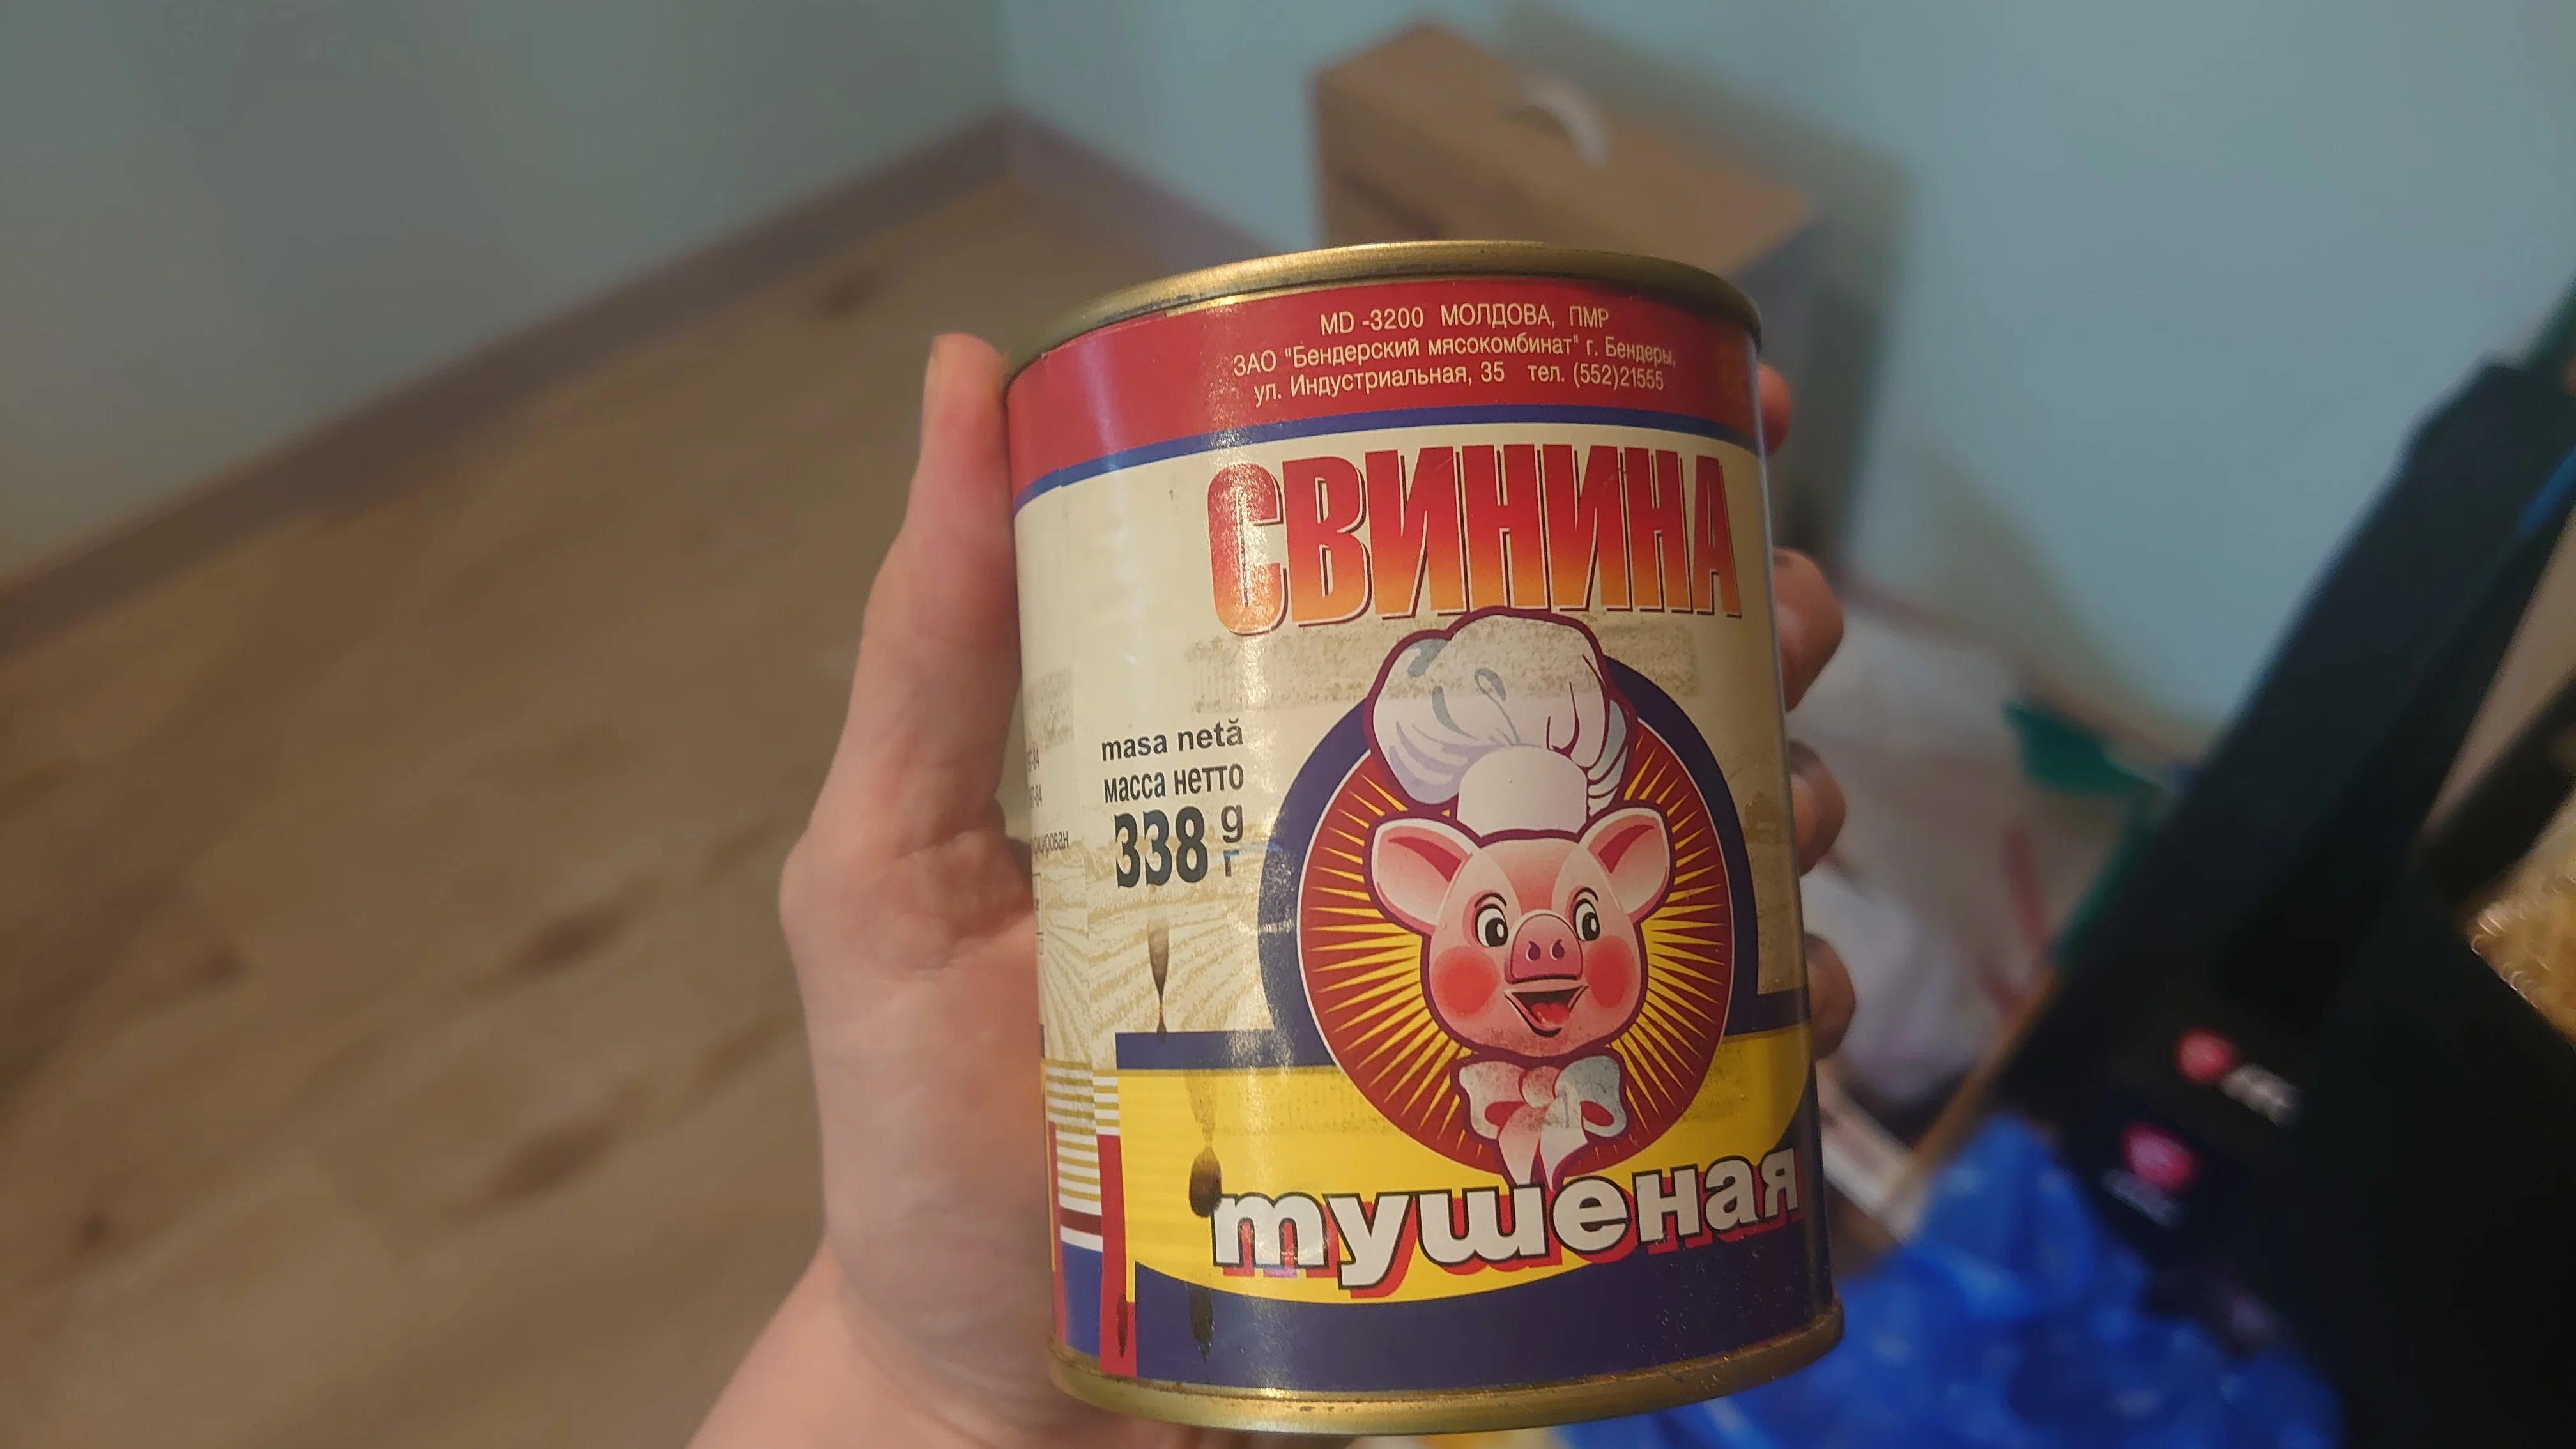 MD -3200 МОЛДОВА, ПМР
ЗАО "Бендерский мясокомбинат" г. Бендеры,
ул. Индустриальная, 35 тел. (552)21555
СВИНИНА
masa netă
масса нетто
338 g
г
тушеная